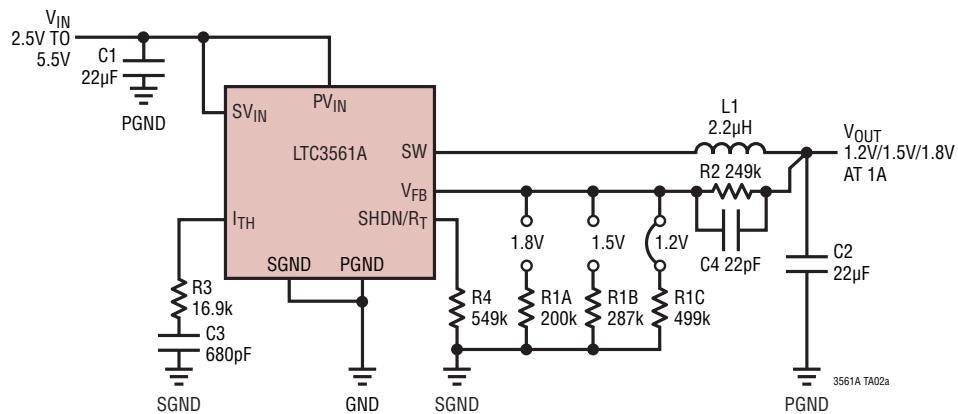 VIN
2.5V TO
5.5V
C1
22µF
PGND
SVIN
PVIN
LTC3561A
SW
VFB
SHDN/RT
ITH
SGND
PGND
L1
2.2µH
VOUT
1.2V/1.5V/1.8V
AT 1A
R2 249k
C4 22pF
1.8V
1.5V
1.2V
C2
22µF
R3
16.9k
C3
680pF
R4
549k
R1A
200k
R1B
287k
R1C
499k
SGND
GND
SGND
PGND
3561A TA02a